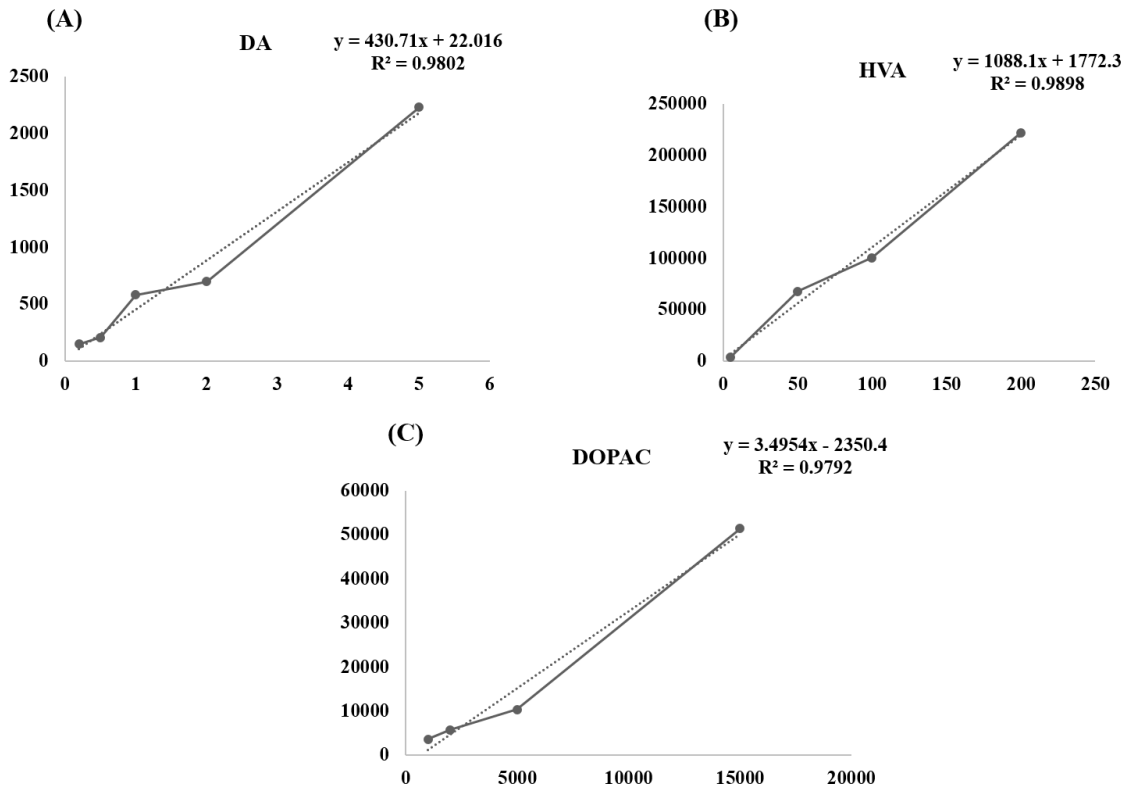 (A)
DA
y = 430.71x + 22.016
R² = 0.9802
2500
2000
1500
1000
500
0
0 1 2 3 4 5 6
(B)
HVA
y = 1088.1x + 1772.3
R² = 0.9898
250000
200000
150000
100000
50000
0
0 50 100 150 200 250
(C)
DOPAC
y = 3.4954x - 2350.4
R² = 0.9792
60000
50000
40000
30000
20000
10000
0
0 5000 10000 15000 20000